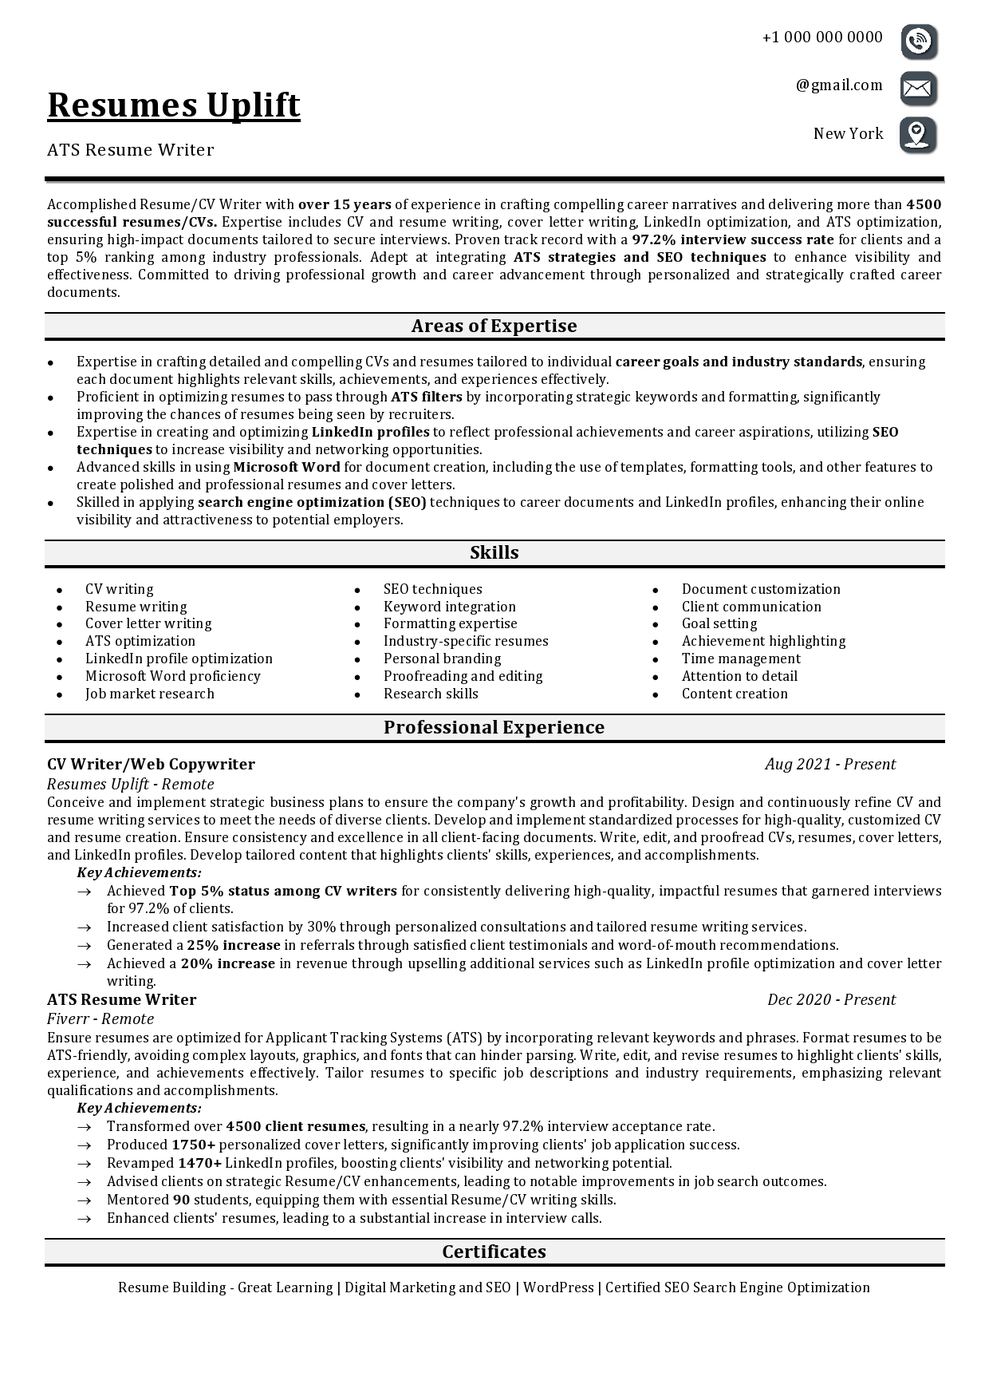 +1 000 000 0000
@gmail.com
New York
Resumes Uplift
ATS Resume Writer
Accomplished Resume/CV Writer with over 15 years of experience in crafting compelling career narratives and delivering more than 4500
successful resumes/CVs. Expertise includes CV and resume writing, cover letter writing, LinkedIn optimization, and ATS optimization,
ensuring high-impact documents tailored to secure interviews. Proven track record with a 97.2% interview success rate for clients and a
top 5% ranking among industry professionals. Adept at integrating ATS strategies and SEO techniques to enhance visibility and
effectiveness. Committed to driving professional growth and career advancement through personalized and strategically crafted career
documents.
Areas of Expertise
• Expertise in crafting detailed and compelling CVs and resumes tailored to individual career goals and industry standards, ensuring
each document highlights relevant skills, achievements, and experiences effectively.
• Proficient in optimizing resumes to pass through ATS filters by incorporating strategic keywords and formatting, significantly
improving the chances of resumes being seen by recruiters.
• Expertise in creating and optimizing LinkedIn profiles to reflect professional achievements and career aspirations, utilizing SEO
techniques to increase visibility and networking opportunities.
• Advanced skills in using Microsoft Word for document creation, including the use of templates, formatting tools, and other features to
create polished and professional resumes and cover letters.
• Skilled in applying search engine optimization (SEO) techniques to career documents and LinkedIn profiles, enhancing their online
visibility and attractiveness to potential employers.
Skills
• CV writing
• Resume writing
• Cover letter writing
• ATS optimization
• LinkedIn profile optimization
• Microsoft Word proficiency
• Job market research
• SEO techniques
• Keyword integration
• Formatting expertise
• Industry-specific resumes
• Personal branding
• Proofreading and editing
• Research skills
• Document customization
• Client communication
• Goal setting
• Achievement highlighting
• Time management
• Attention to detail
• Content creation
Professional Experience
CV Writer/Web Copywriter Aug 2021 - Present
Resumes Uplift - Remote
Conceive and implement strategic business plans to ensure the company's growth and profitability. Design and continuously refine CV and
resume writing services to meet the needs of diverse clients. Develop and implement standardized processes for high-quality, customized CV
and resume creation. Ensure consistency and excellence in all client-facing documents. Write, edit, and proofread CVs, resumes, cover letters,
and LinkedIn profiles. Develop tailored content that highlights clients' skills, experiences, and accomplishments.
Key Achievements:
→ Achieved Top 5% status among CV writers for consistently delivering high-quality, impactful resumes that garnered interviews
for 97.2% of clients.
→ Increased client satisfaction by 30% through personalized consultations and tailored resume writing services.
→ Generated a 25% increase in referrals through satisfied client testimonials and word-of-mouth recommendations.
→ Achieved a 20% increase in revenue through upselling additional services such as LinkedIn profile optimization and cover letter
writing.
ATS Resume Writer Dec 2020 - Present
Fiverr - Remote
Ensure resumes are optimized for Applicant Tracking Systems (ATS) by incorporating relevant keywords and phrases. Format resumes to be
ATS-friendly, avoiding complex layouts, graphics, and fonts that can hinder parsing. Write, edit, and revise resumes to highlight clients' skills,
experience, and achievements effectively. Tailor resumes to specific job descriptions and industry requirements, emphasizing relevant
qualifications and accomplishments.
Key Achievements:
→ Transformed over 4500 client resumes, resulting in a nearly 97.2% interview acceptance rate.
→ Produced 1750+ personalized cover letters, significantly improving clients' job application success.
→ Revamped 1470+ LinkedIn profiles, boosting clients' visibility and networking potential.
→ Advised clients on strategic Resume/CV enhancements, leading to notable improvements in job search outcomes.
→ Mentored 90 students, equipping them with essential Resume/CV writing skills.
→ Enhanced clients' resumes, leading to a substantial increase in interview calls.
Certificates
Resume Building - Great Learning | Digital Marketing and SEO | WordPress | Certified SEO Search Engine Optimization